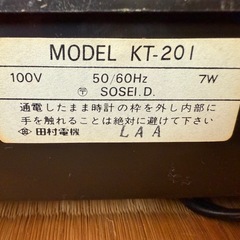 MODEL KT-201
100V 50/60Hz 7W
〶 SOSEI.D.
通電したまま時計の枠を外し内部に
手を触れることは絶対に避けて下さい
田村電機 LAA